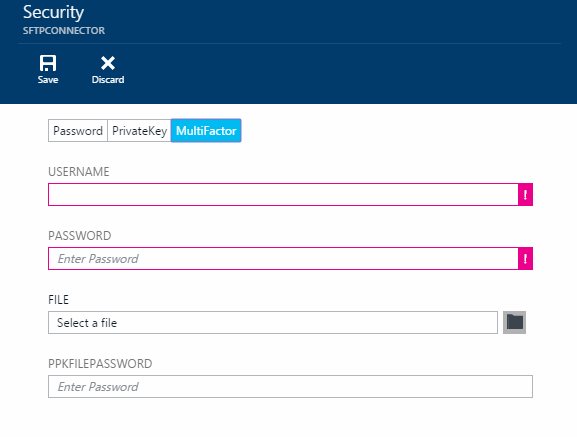 Security
SFTPCONNECTOR
Save Discard
Password PrivateKey MultiFactor
USERNAME
!
PASSWORD
Enter Password !
FILE
Select a file
PPKFILEPASSWORD
Enter Password